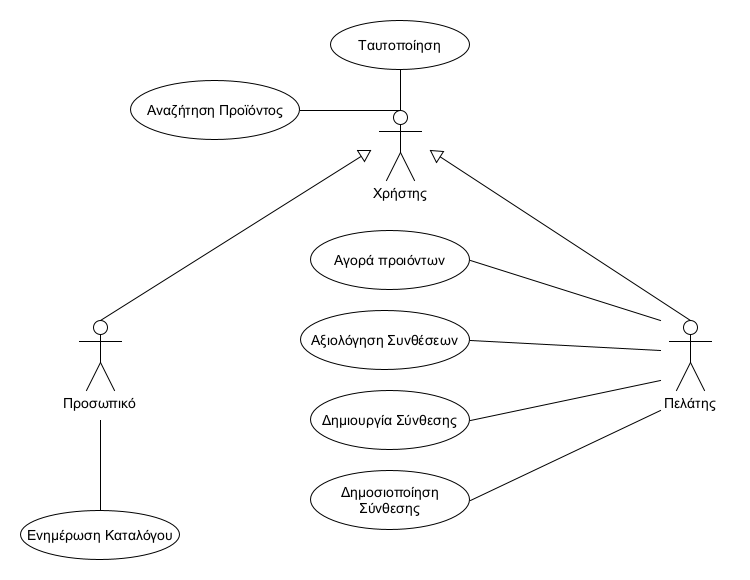 Ταυτοποίηση
Αναζήτηση Προϊόντος
Χρήστης
Αγορά προιόντων
Αξιολόγηση Συνθέσεων
Προσωπικό
Πελάτης
Δημιουργία Σύνθεσης
Δημοσιοποίηση
Σύνθεσης
Ενημέρωση Καταλόγου